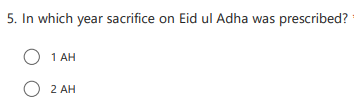 5. In which year sacrifice on Eid ul Adha was prescribed?
1 AH
2 AH